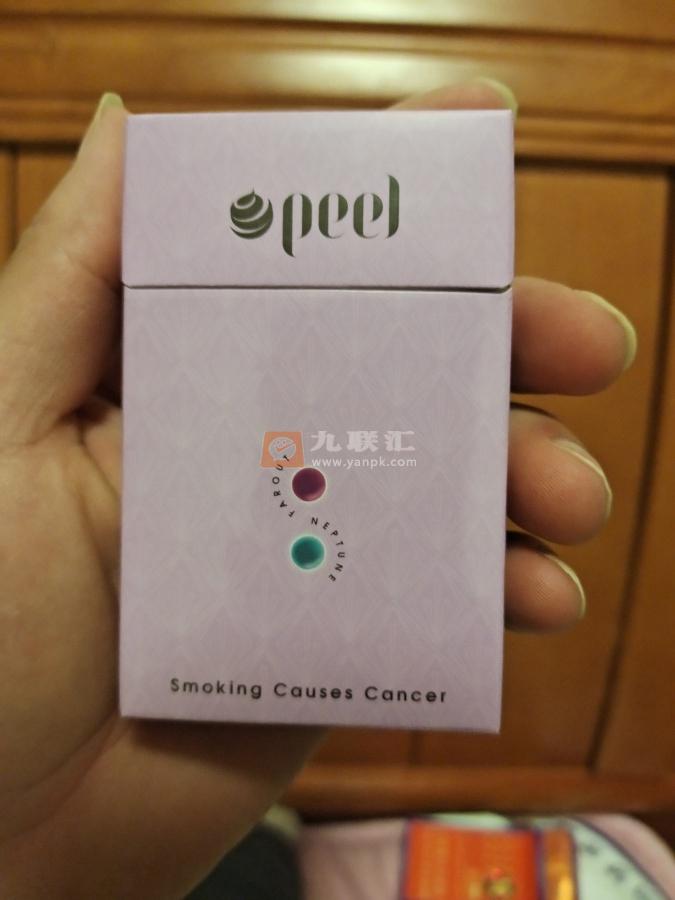 peel
九联汇
www.yanpk.com
FAROUT
NEPTUNE
Smoking Causes Cancer